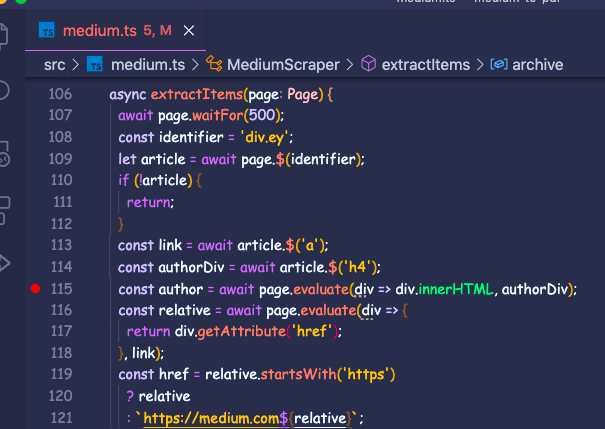 TS medium.ts 5, M ×
src > TS medium.ts > MediumScraper > extractItems > archive
106 async extractItems(page: Page) {
107 await page.waitFor(500);
108 const identifier = 'div.ey';
109 let article = await page.$(identifier);
110 if (!article) {
111 return;
112 }
113 const link = await article.$('a');
114 const authorDiv = await article.$('h4');
115 const author = await page.evaluate(div => div.innerHTML, authorDiv);
116 const relative = await page.evaluate(div => {
117 return div.getAttribute('href');
118 }, link);
119 const href = relative.startsWith('https')
120 ? relative
121 : `https://medium.com${relative}`;